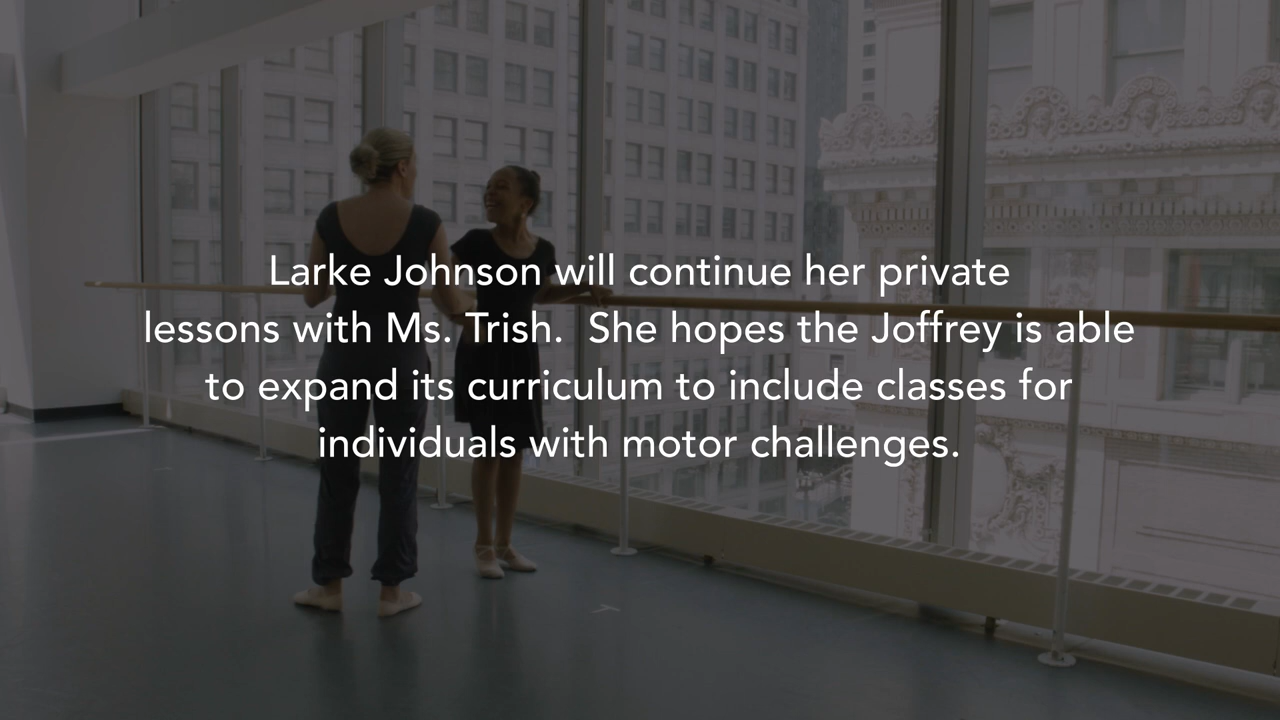 Larke Johnson will continue her private
lessons with Ms. Trish.  She hopes the Joffrey is able
to expand its curriculum to include classes for
individuals with motor challenges.